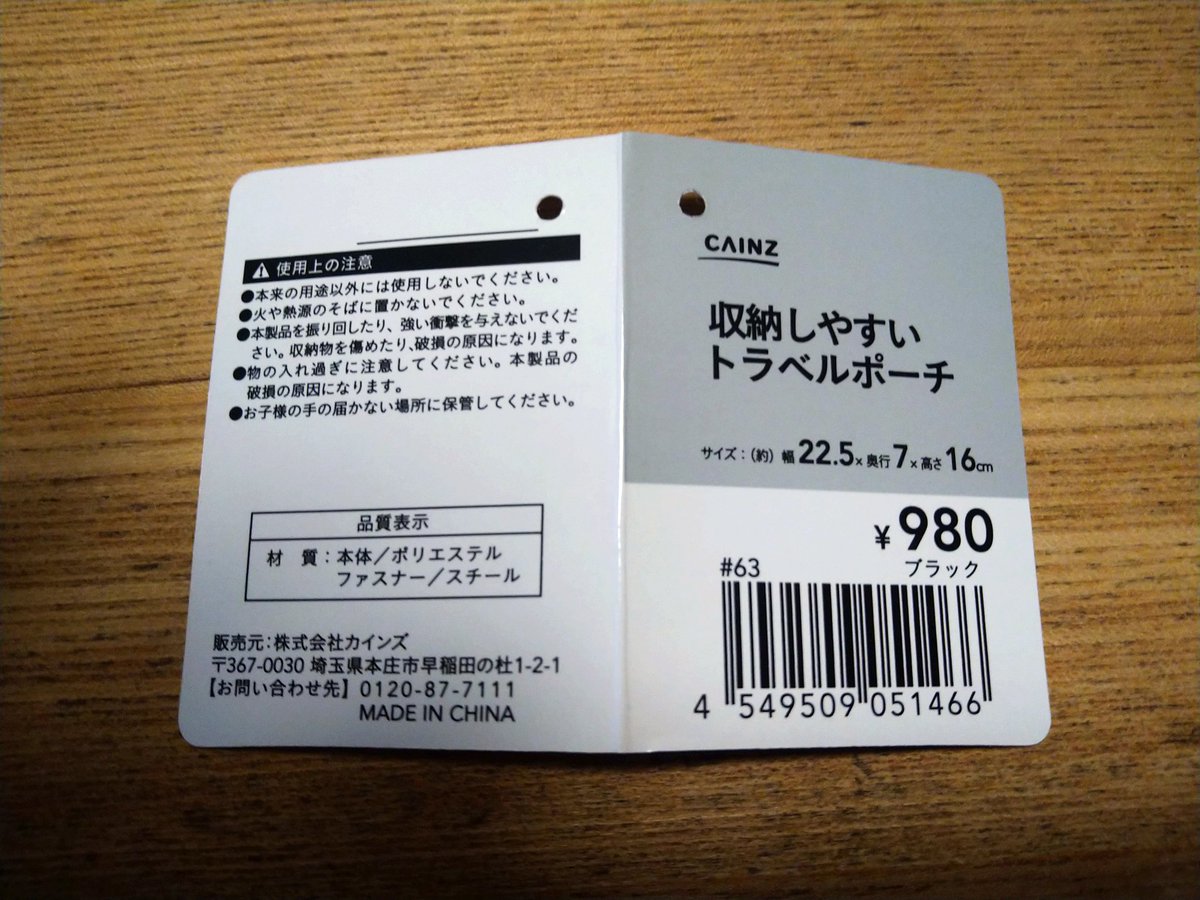 ⚠ 使用上の注意
●本来の用途以外には使用しないでください。
●火や熱源のそばに置かないでください。
●本製品を振り回したり、強い衝撃を与えないでくだ
さい。収納物を傷めたり、破損の原因になります。
●物の入れ過ぎに注意してください。本製品の
破損の原因になります。
●お子様の手の届かない場所に保管してください。
品質表示
材 質：本体／ポリエステル
ファスナー／スチール
販売元：株式会社カインズ
〒367-0030 埼玉県本庄市早稲田の杜1-2-1
【お問い合わせ先】0120-87-7111
MADE IN CHINA
CAINZ
収納しやすい
トラベルポーチ
サイズ：（約）幅22.5×奥行7×高さ16cm
¥980
#63 ブラック
4 549509 051466